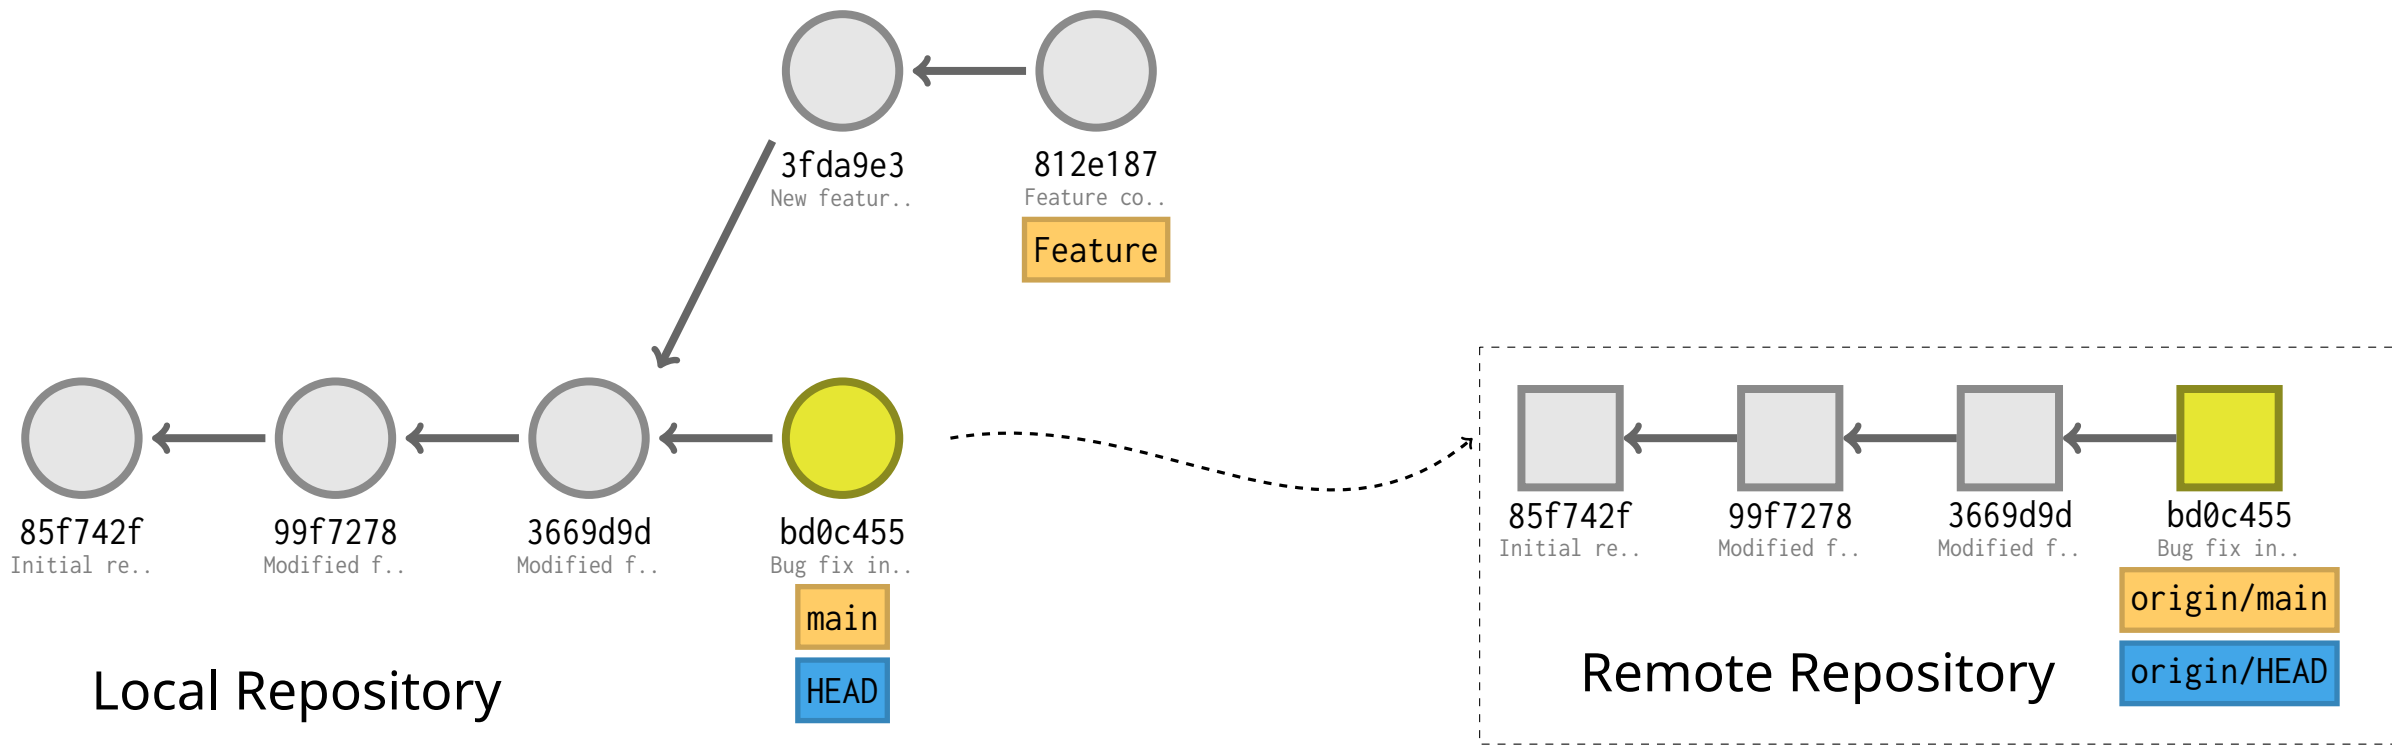 3fda9e3
New featur..
812e187
Feature co..
Feature
85f742f
Initial re..
99f7278
Modified f..
3669d9d
Modified f..
bd0c455
Bug fix in..
main
HEAD
Local Repository
85f742f
Initial re..
99f7278
Modified f..
3669d9d
Modified f..
bd0c455
Bug fix in..
origin/main
origin/HEAD
Remote Repository